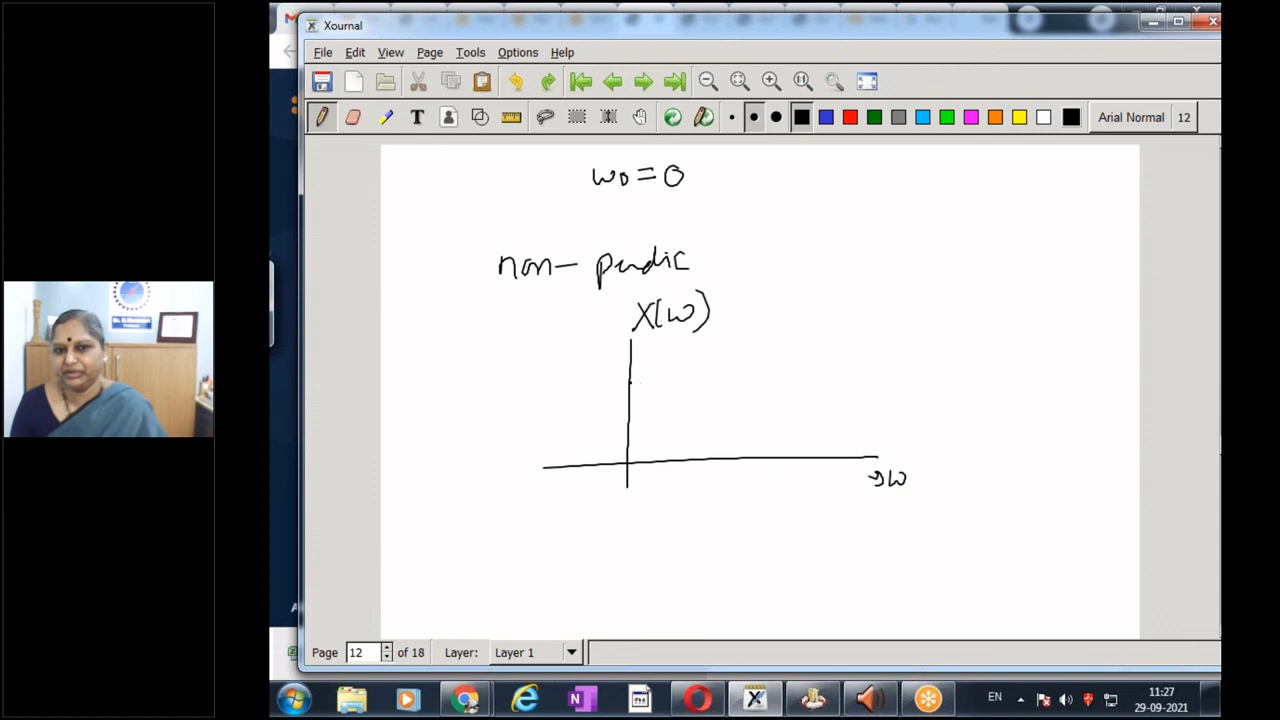 Xournal
File Edit View Page Tools Options Help
Arial Normal 12
w0 = 0
non-
X(w)
→ w
Page 12 of 18 Layer: Layer 1
EN
11:27
29-09-2021